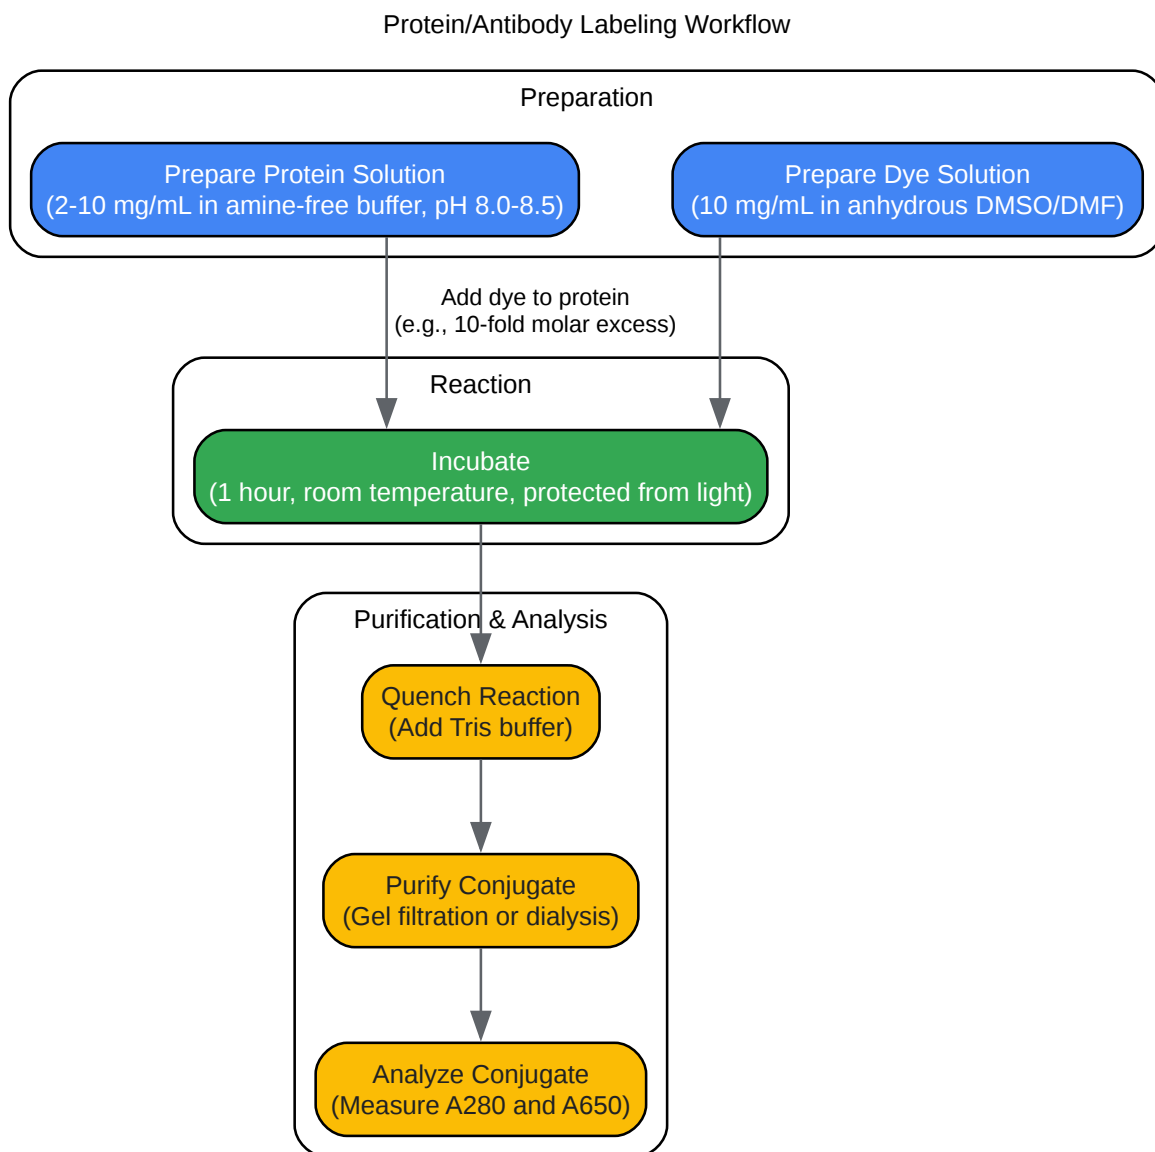 Protein/Antibody Labeling Workflow
Preparation
Prepare Protein Solution
(2-10 mg/mL in amine-free buffer, pH 8.0-8.5)
Prepare Dye Solution
(10 mg/mL in anhydrous DMSO/DMF)
Add dye to protein
(e.g., 10-fold molar excess)
Reaction
Incubate
(1 hour, room temperature, protected from light)
Purification & Analysis
Quench Reaction
(Add Tris buffer)
Purify Conjugate
(Gel filtration or dialysis)
Analyze Conjugate
(Measure A280 and A650)